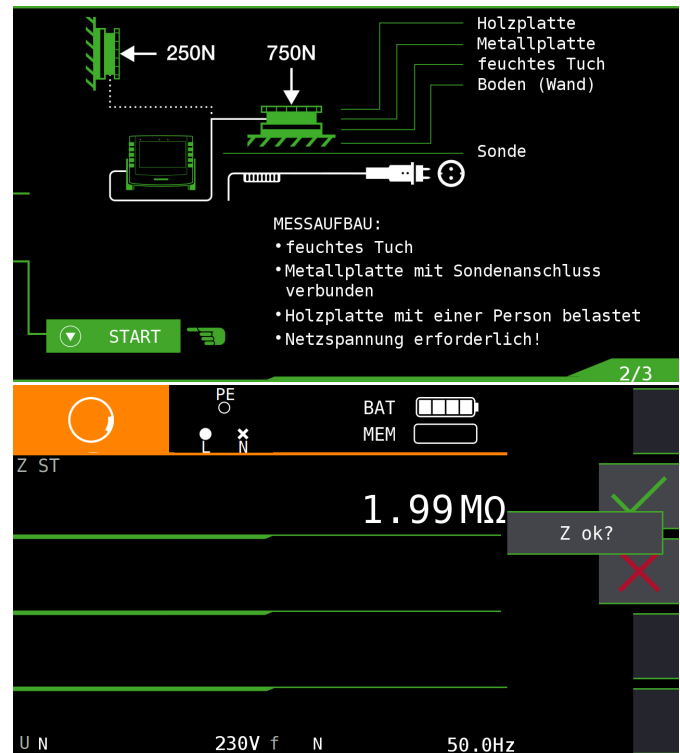 Holzplatte
Metallplatte
feuchtes Tuch
Boden (Wand)
250N
750N
Sonde
MESSAUFBAU:
•feuchtes Tuch
•Metallplatte mit Sondenanschluss
verbunden
•Holzplatte mit einer Person belastet
•Netzspannung erforderlich!
START
2/3
PE
L
N
BAT
MEM
Z ST
1.99MΩ
Z ok?
U N 230V f N 50.0Hz